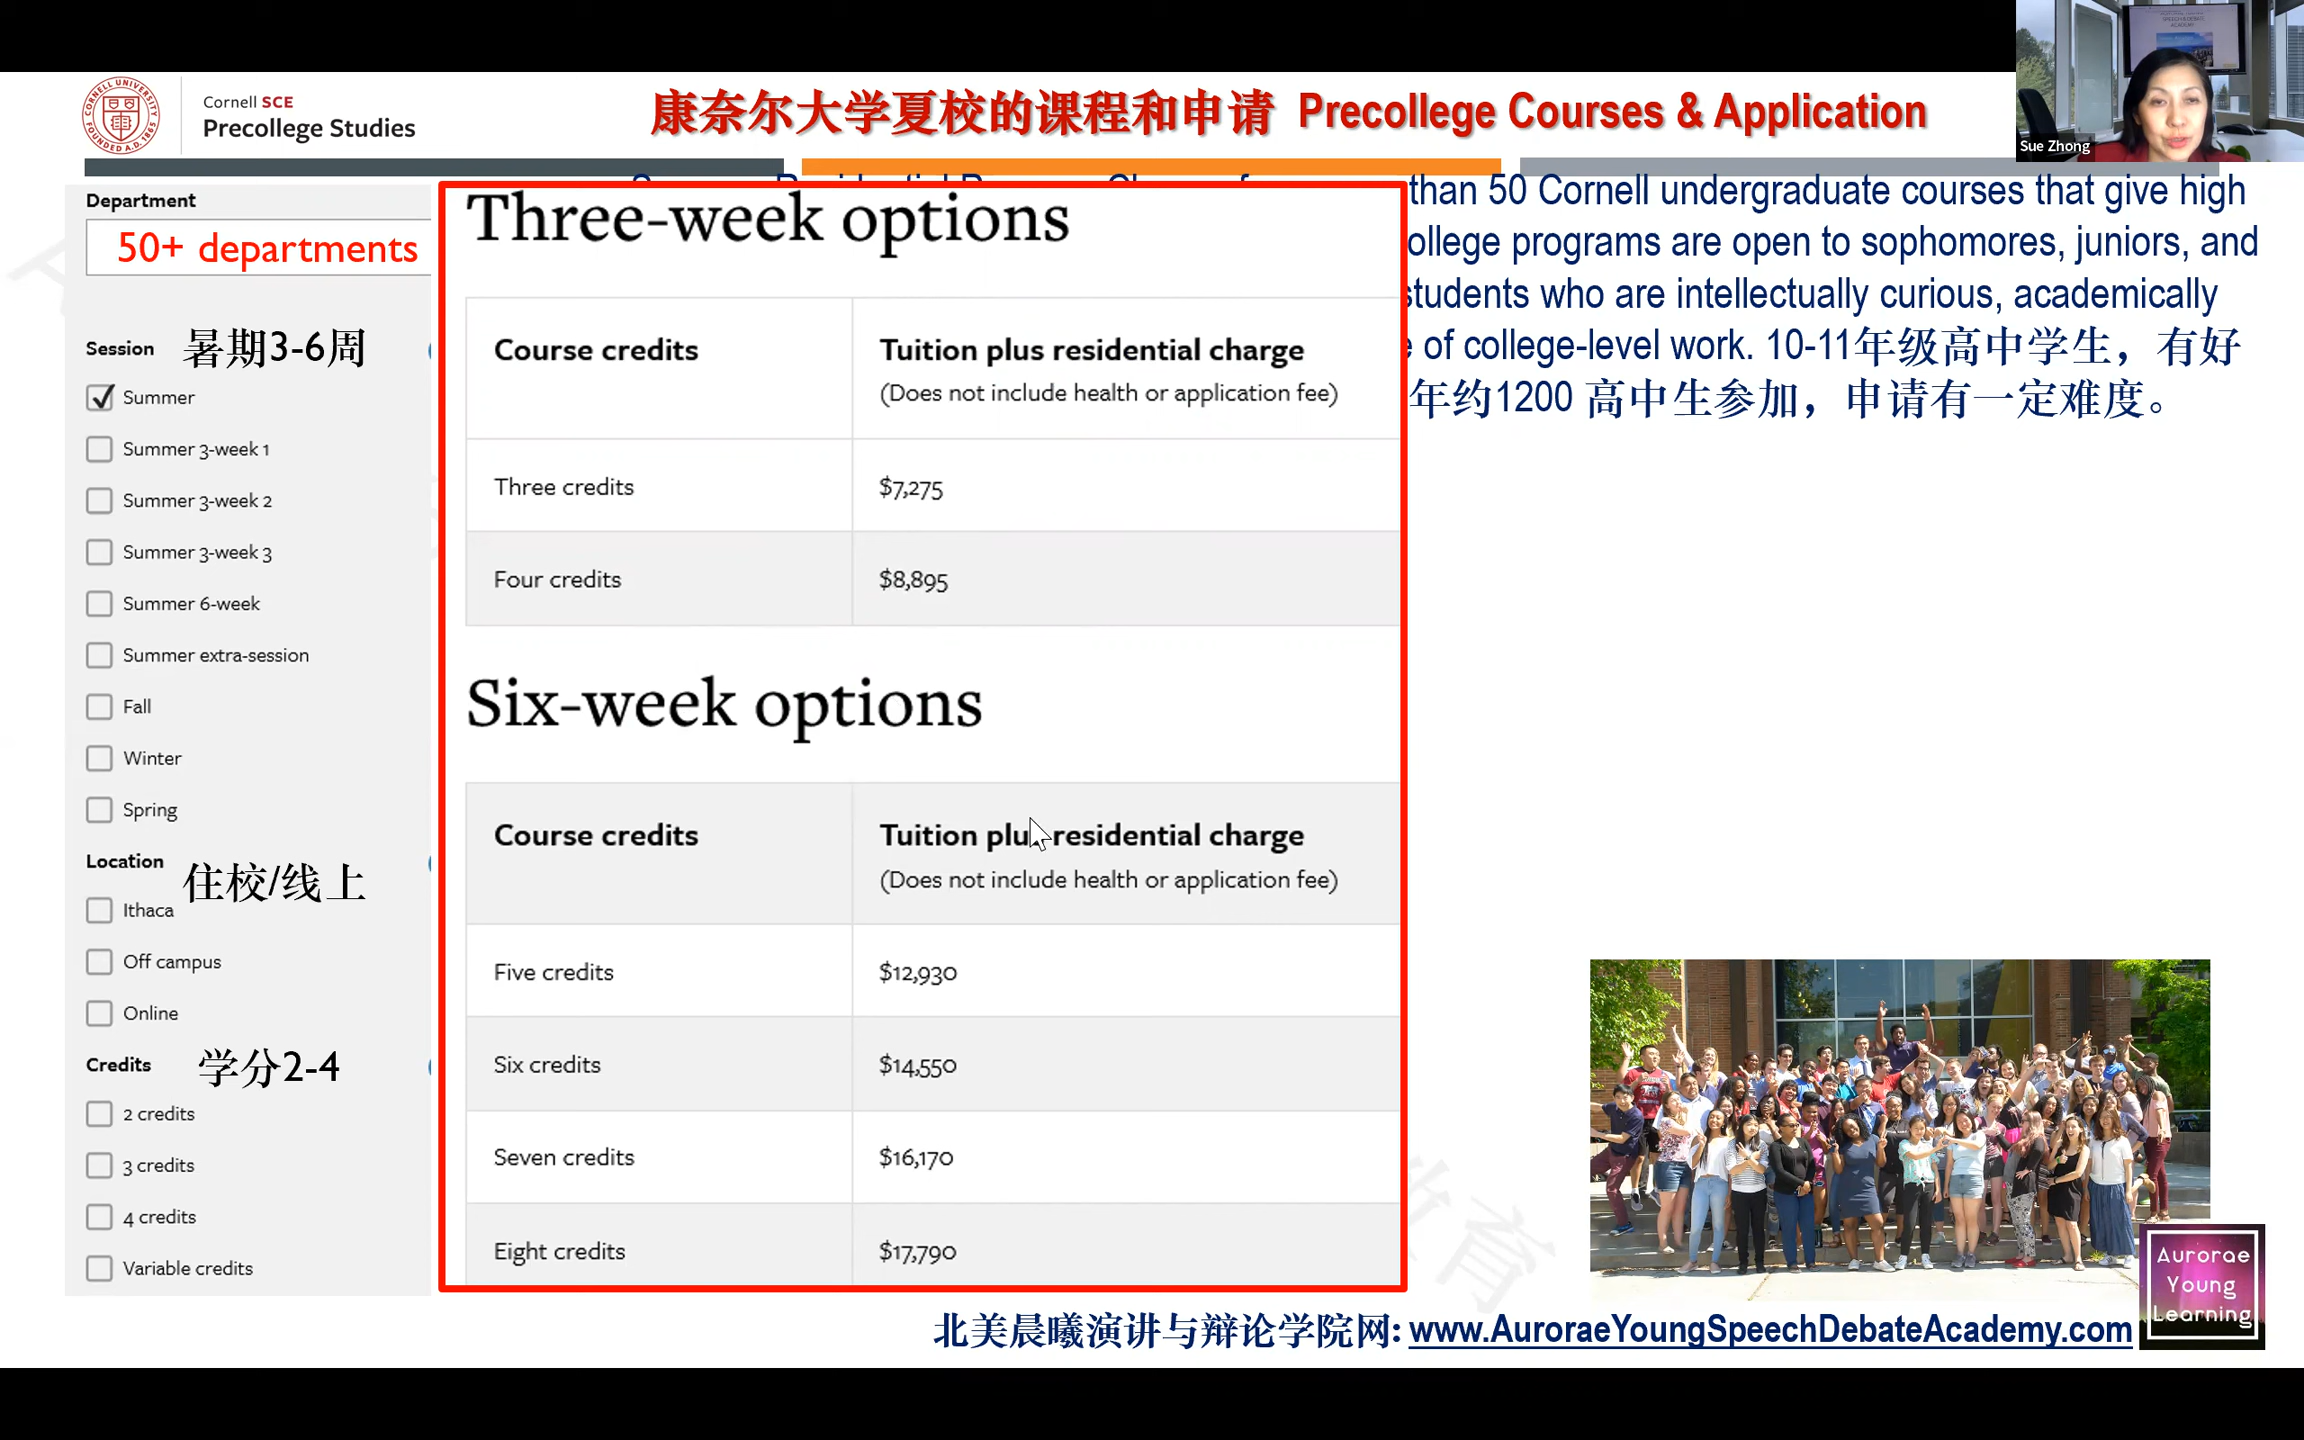 Cornell SCE
Precollege Studies
康奈尔大学夏校的课程和申请 Precollege Courses & Application
Sue Zhong
than 50 Cornell undergraduate courses that give high
ollege programs are open to sophomores, juniors, and
students who are intellectually curious, academically
of college-level work. 10-11年级高中学生，有好
年约1200 高中生参加，申请有一定难度。
Department
50+ departments
Session 暑期3-6周
Summer
Summer 3-week 1
Summer 3-week 2
Summer 3-week 3
Summer 6-week
Summer extra-session
Fall
Winter
Spring
Location 住校/线上
Ithaca
Off campus
Online
Credits 学分2-4
2 credits
3 credits
4 credits
Variable credits
Three-week options
Course credits Tuition plus residential charge
(Does not include health or application fee)
Three credits $7,275
Four credits $8,895
Six-week options
Course credits Tuition plus residential charge
(Does not include health or application fee)
Five credits $12,930
Six credits $14,550
Seven credits $16,170
Eight credits $17,790
育
Aurorae
Young
Learning
北美晨曦演讲与辩论学院网: www.AuroraeYoungSpeechDebateAcademy.com